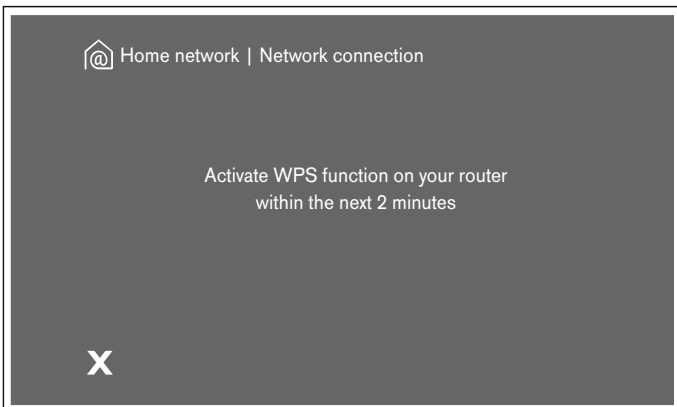 Home network | Network connection
Activate WPS function on your router
within the next 2 minutes
X